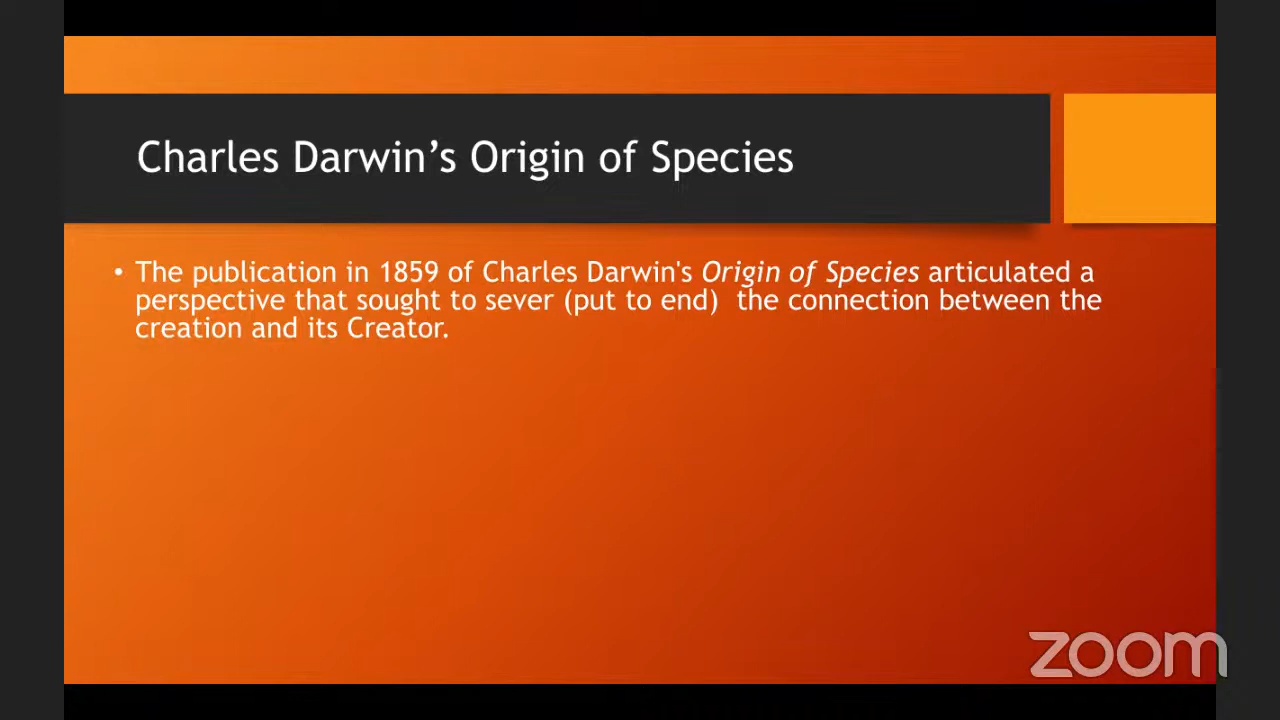 Charles Darwin’s Origin of Species
• The publication in 1859 of Charles Darwin's Origin of Species articulated a
perspective that sought to sever (put to end)  the connection between the
creation and its Creator.
zoom